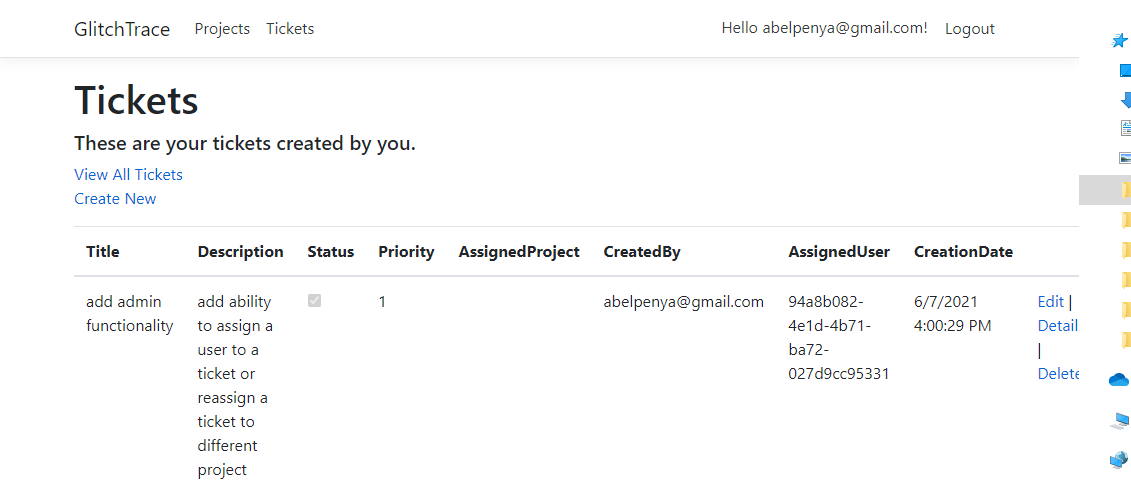 GlitchTrace Projects Tickets Hello abelpenya@gmail.com! Logout
Tickets
These are your tickets created by you.
View All Tickets
Create New
Title Description Status Priority AssignedProject CreatedBy AssignedUser CreationDate
add admin add ability 1 abelpenya@gmail.com 94a8b082- 6/7/2021 Edit |
functionality to assign a 4e1d-4b71- 4:00:29 PM Detail
user to a ba72- |
ticket or 027d9cc95331 Delete
reassign a
ticket to
different
project